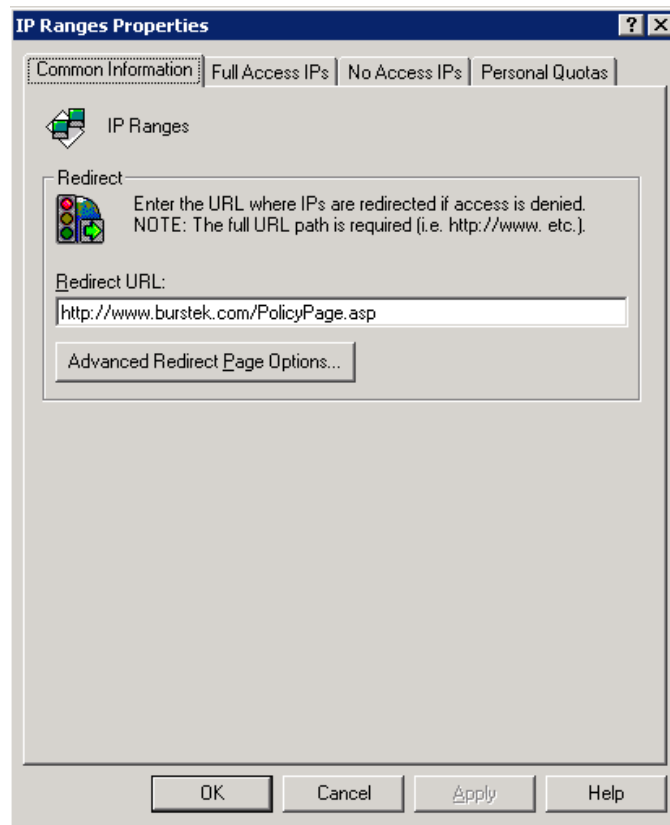 IP Ranges Properties
Common Information Full Access IPs No Access IPs Personal Quotas
IP Ranges
Redirect
Enter the URL where IPs are redirected if access is denied.
NOTE: The full URL path is required (i.e. http://www. etc.).
Redirect URL:
http://www.burstek.com/PolicyPage.asp
Advanced Redirect Page Options...
OK Cancel Apply Help